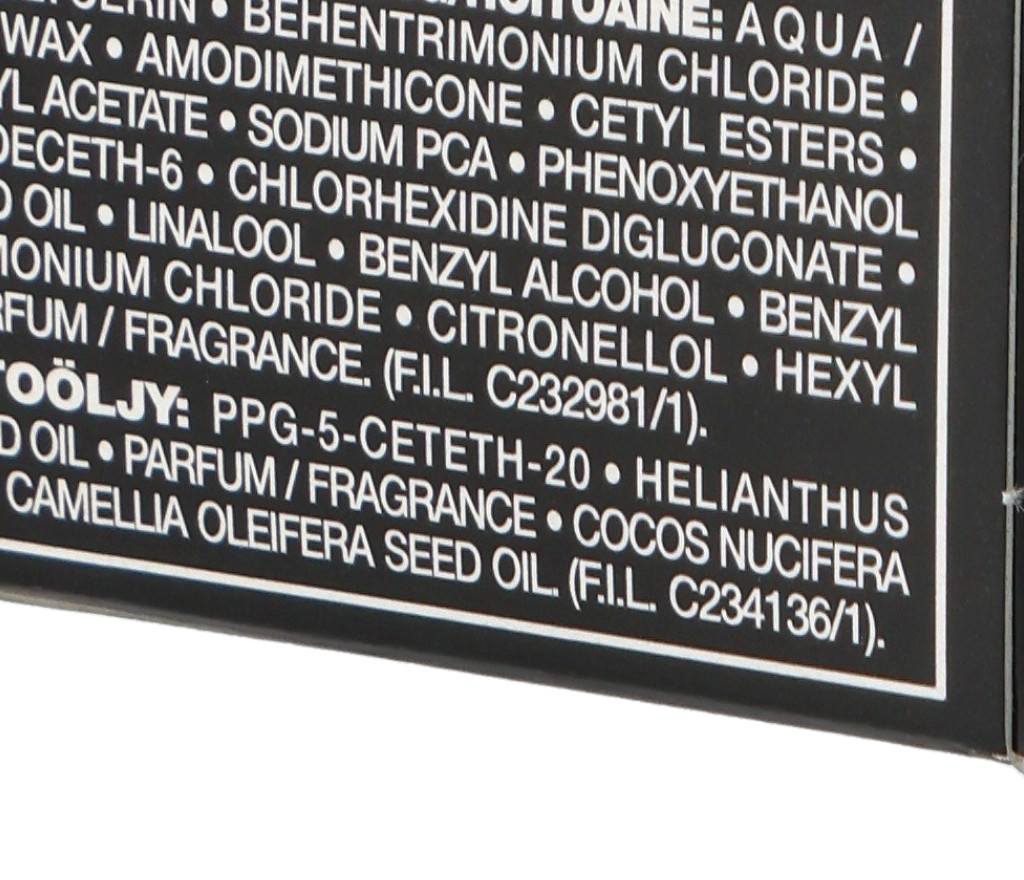 HOITOAINE: AQUA /
• BEHENTRIMONIUM CHLORIDE •
WAX • AMODIMETHICONE • CETYL ESTERS •
ACETATE • SODIUM PCA • PHENOXYETHANOL
DECETH-6 • CHLORHEXIDINE DIGLUCONATE •
OIL • LINALOOL • BENZYL ALCOHOL • BENZYL
CHLORIDE • CITRONELLOL • HEXYL
/ FRAGRANCE. (F.I.L. C232981/1).
PPG-5-CETETH-20 • HELIANTHUS
OIL • PARFUM / FRAGRANCE • COCOS NUCIFERA
CAMELLIA OLEIFERA SEED OIL. (F.I.L. C234136/1).